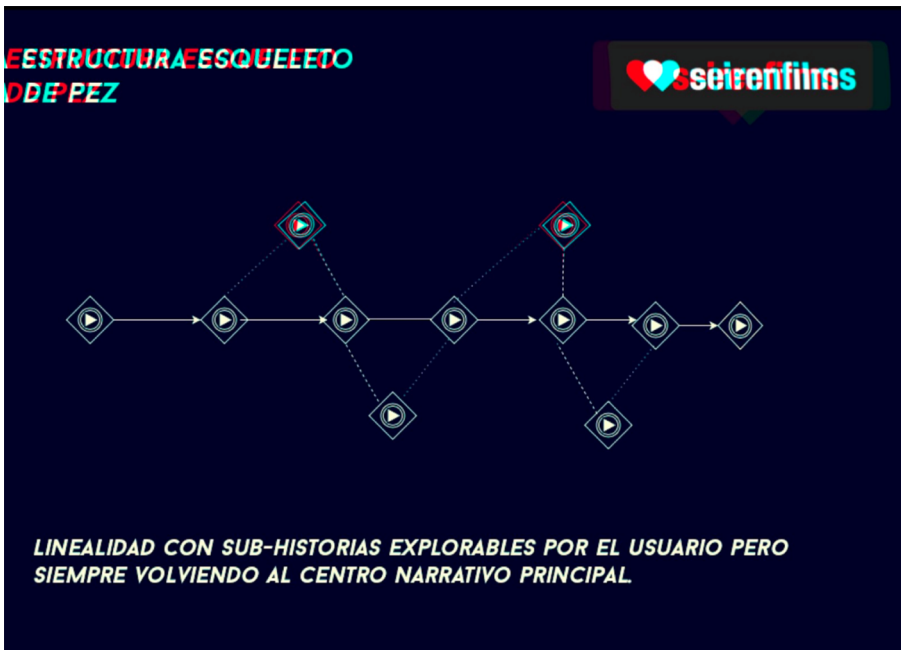 ESTRUCTURA ESQUELETO
DE PEZ
seirenfilms
LINEALIDAD CON SUB-HISTORIAS EXPLORABLES POR EL USUARIO PERO
SIEMPRE VOLVIENDO AL CENTRO NARRATIVO PRINCIPAL.